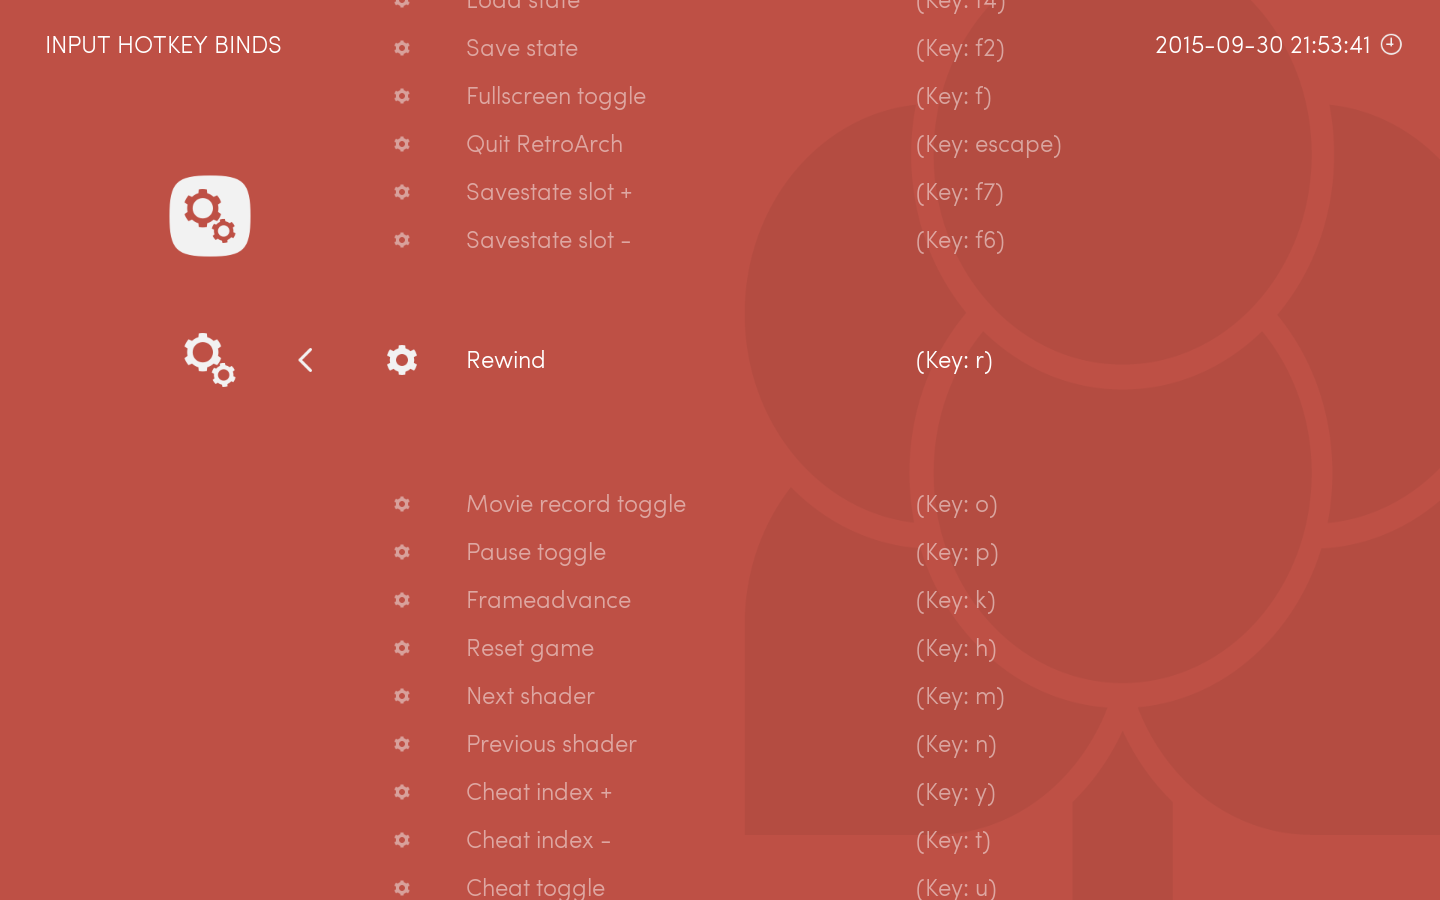 Load state (Key: f4)
INPUT HOTKEY BINDS
2015-09-30 21:53:41
Save state (Key: f2)
Fullscreen toggle (Key: f)
Quit RetroArch (Key: escape)
Savestate slot + (Key: f7)
Savestate slot - (Key: f6)
Rewind (Key: r)
Movie record toggle (Key: o)
Pause toggle (Key: p)
Frameadvance (Key: k)
Reset game (Key: h)
Next shader (Key: m)
Previous shader (Key: n)
Cheat index + (Key: y)
Cheat index - (Key: t)
Cheat toggle (Key: u)